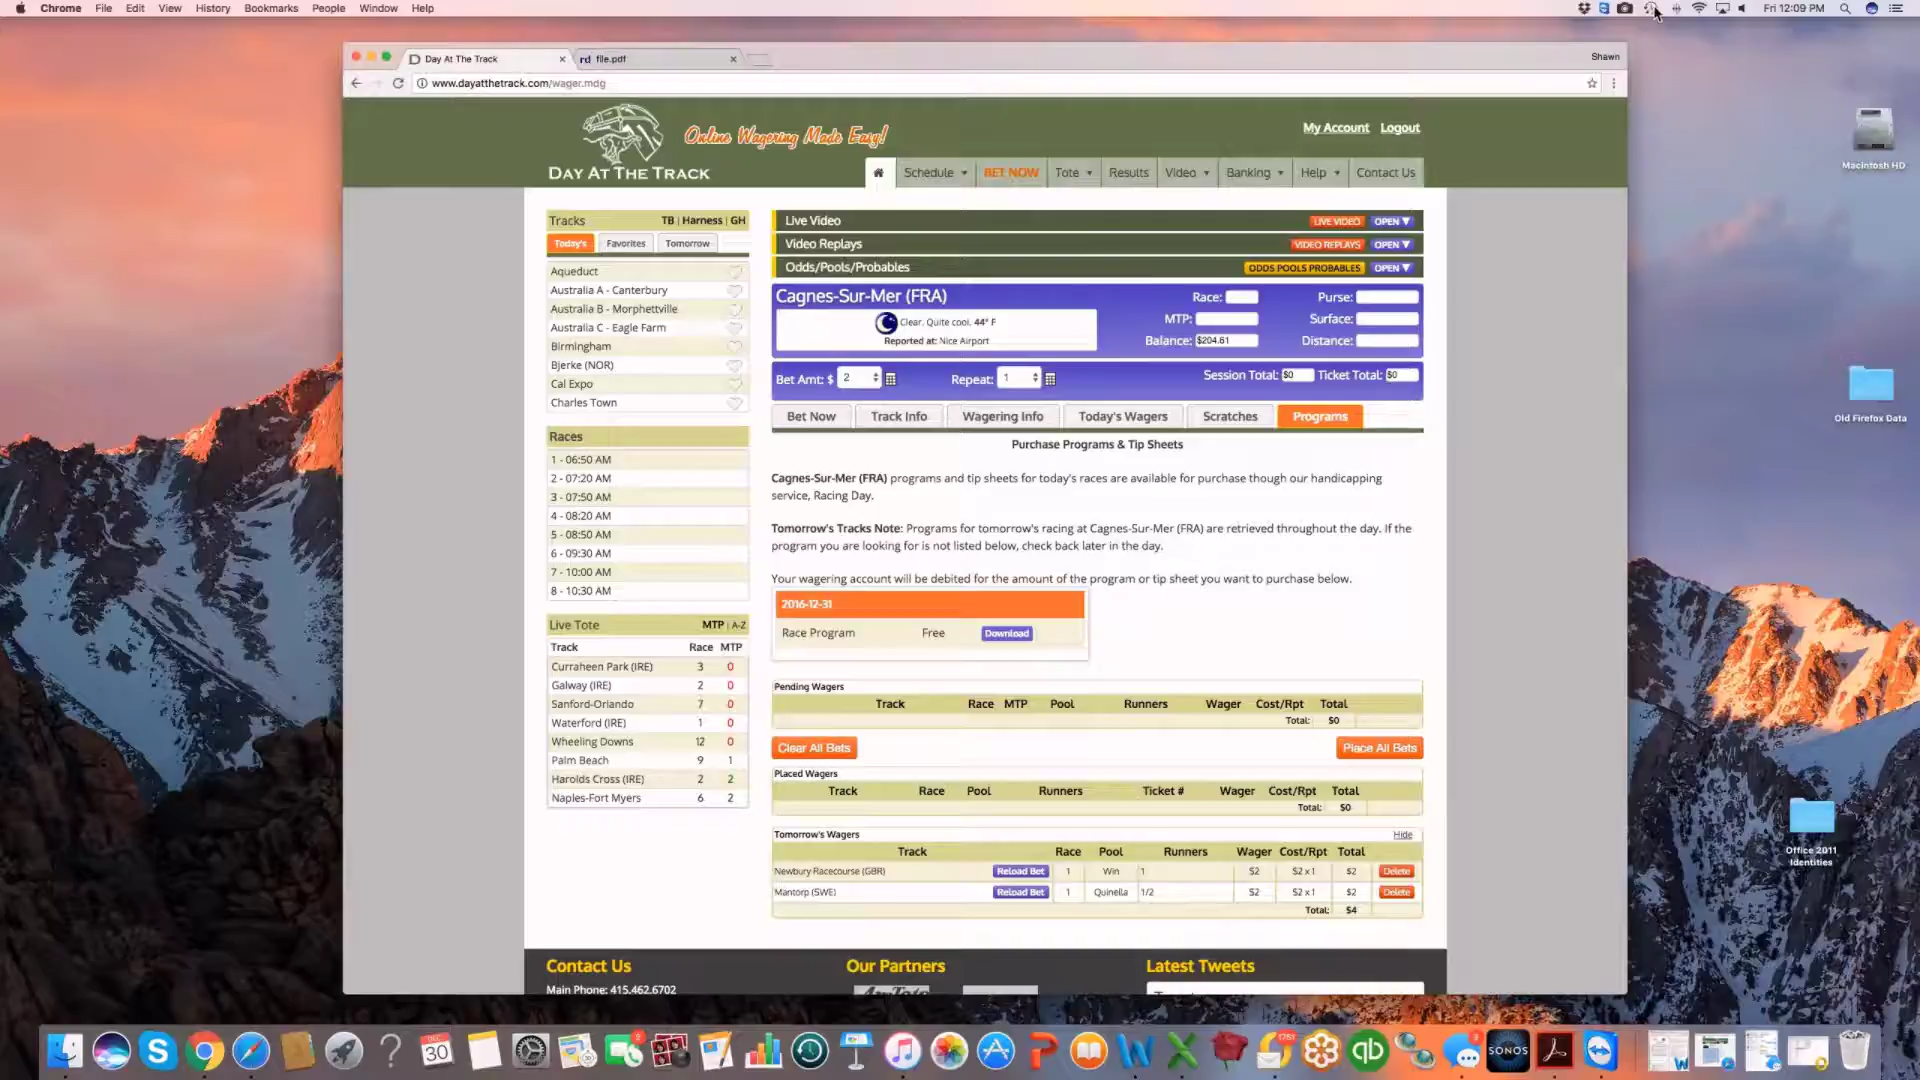 Chrome File Edit View History Bookmarks People Window Help
Fri 12:09 PM
Day At The Track
rd file.pdf
Shawn
www.dayatthetrack.com/wager.mdg
DAY AT THE TRACK
Online Wagering Made Easy!
My Account Logout
Schedule BET NOW Tote Results Video Banking Help Contact Us
Tracks TB | Harness | GH
Today's Favorites Tomorrow
Aqueduct
Australia A - Canterbury
Australia B - Morphettville
Australia C - Eagle Farm
Birmingham
Bjerke (NOR)
Cal Expo
Charles Town
Races
1 - 06:50 AM
2 - 07:20 AM
3 - 07:50 AM
4 - 08:20 AM
5 - 08:50 AM
6 - 09:30 AM
7 - 10:00 AM
8 - 10:30 AM
Live Tote MTP | A-Z
Track Race MTP
Curraheen Park (IRE) 3 0
Galway (IRE) 2 0
Sanford-Orlando 7 0
Waterford (IRE) 1 0
Wheeling Downs 12 0
Palm Beach 9 1
Harolds Cross (IRE) 2 2
Naples-Fort Myers 6 2
Live Video LIVE VIDEO OPEN ▼
Video Replays VIDEO REPLAYS OPEN ▼
Odds/Pools/Probables ODDS POOLS PROBABLES OPEN ▼
Cagnes-Sur-Mer (FRA)
Clear. Quite cool. 44° F
Reported at: Nice Airport
Race: Purse:
MTP: Surface:
Balance: $204.61 Distance:
Bet Amt: $ 2 Repeat: 1 Session Total: $0 Ticket Total: $0
Bet Now Track Info Wagering Info Today's Wagers Scratches Programs
Purchase Programs & Tip Sheets
Cagnes-Sur-Mer (FRA) programs and tip sheets for today's races are available for purchase though our handicapping
service, Racing Day.
Tomorrow's Tracks Note: Programs for tomorrow's racing at Cagnes-Sur-Mer (FRA) are retrieved throughout the day. If the
program you are looking for is not listed below, check back later in the day.
Your wagering account will be debited for the amount of the program or tip sheet you want to purchase below.
2016-12-31
Race Program Free Download
Pending Wagers
Track Race MTP Pool Runners Wager Cost/Rpt Total
Total: $0
Clear All Bets Place All Bets
Placed Wagers
Track Race Pool Runners Ticket # Wager Cost/Rpt Total
Total: $0
Tomorrow's Wagers Hide
Track Race Pool Runners Wager Cost/Rpt Total
Newbury Racecourse (GBR) Reload Bet 1 Win 1 $2 $2 x 1 $2 Delete
Mantorp (SWE) Reload Bet 1 Quinella 1/2 $2 $2 x 1 $2 Delete
Total: $4
Contact Us
Main Phone: 415.462.6702
Our Partners
Latest Tweets
Macintosh HD
Old Firefox Data
Office 2011
Identities
DEC
30
SONOS